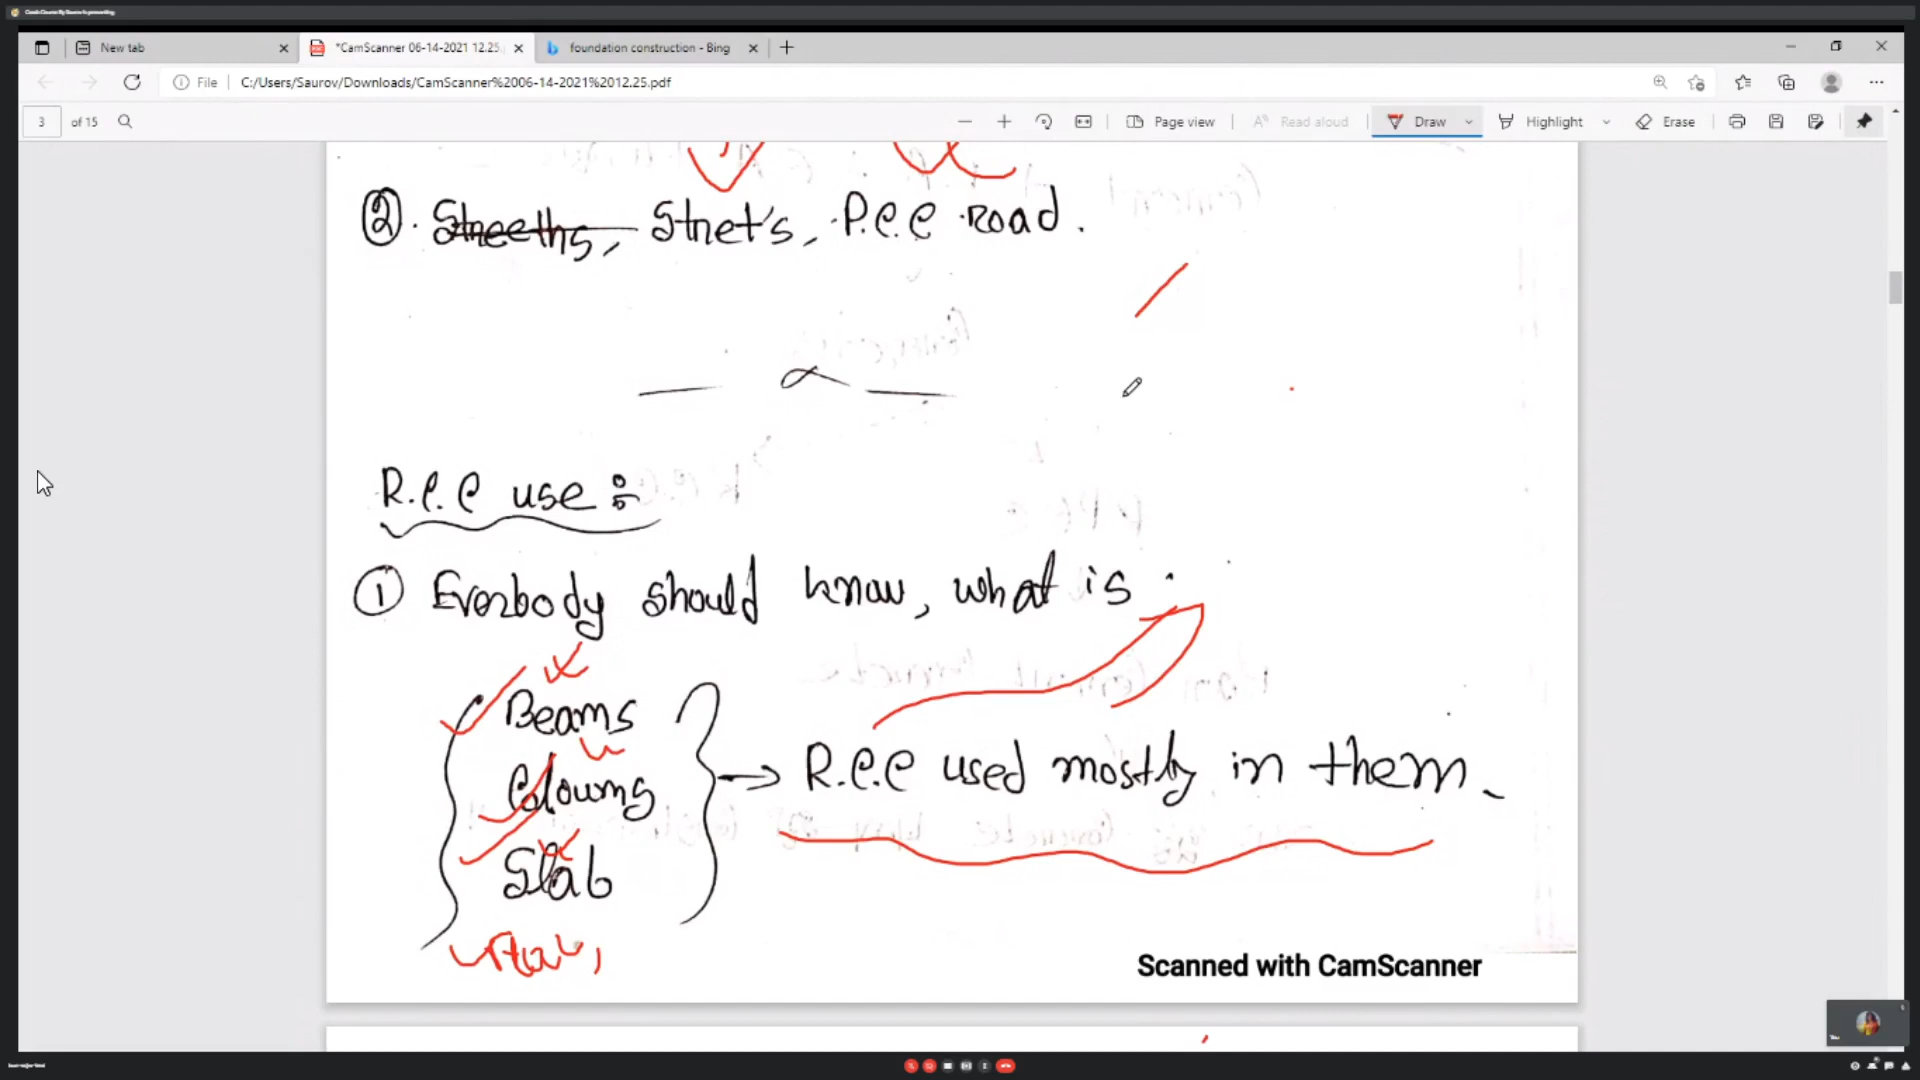 New tab
*CamScanner 06-14-2021 12.25.
foundation construction - Bing
File
C:/Users/Saurov/Downloads/CamScanner%2006-14-2021%2012.25.pdf
3 of 15
Page view
Read aloud
Draw
Highlight
Erase
②. Streeths, Stret's, P.C.C road.
R.C.C use :-
① Everbody should know, what is
Beams
Coloums
Slab
→ R.C.C used mostly in them.
Scanned with CamScanner
You